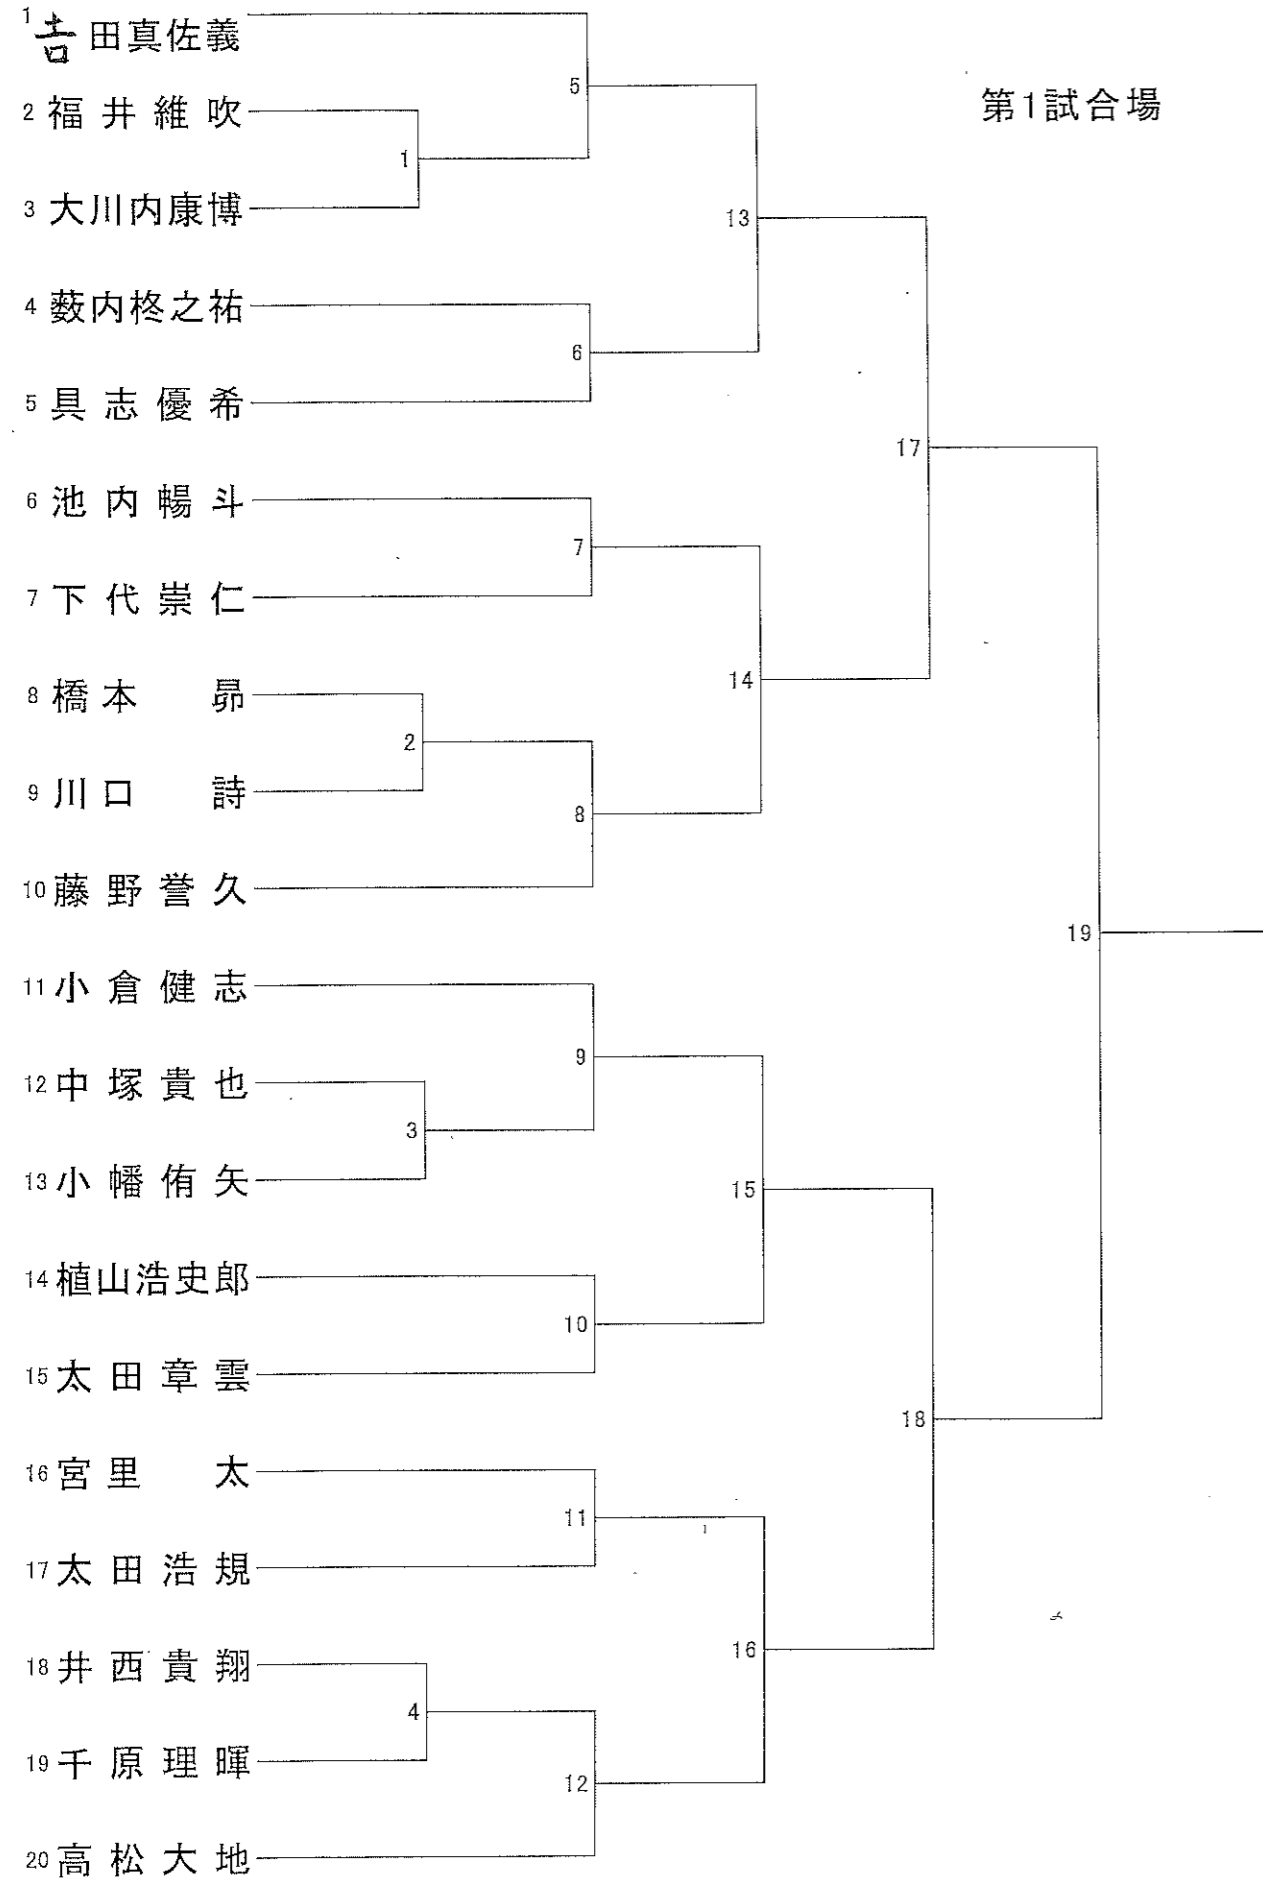 第1試合場
1 𠮷田真佐義
2 福井維吹
3 大川内康博
4 薮内柊之祐
5 具志優希
6 池内暢斗
7 下代崇仁
8 橋本 昴
9 川口 詩
10 藤野誉久
11 小倉健志
12 中塚貴也
13 小幡侑矢
14 植山浩史郎
15 太田章雲
16 宮里 太
17 太田浩規
18 井西貴翔
19 千原理暉
20 高松大地
1
2
3
4
5
6
7
8
9
10
11
12
13
14
15
16
17
18
19